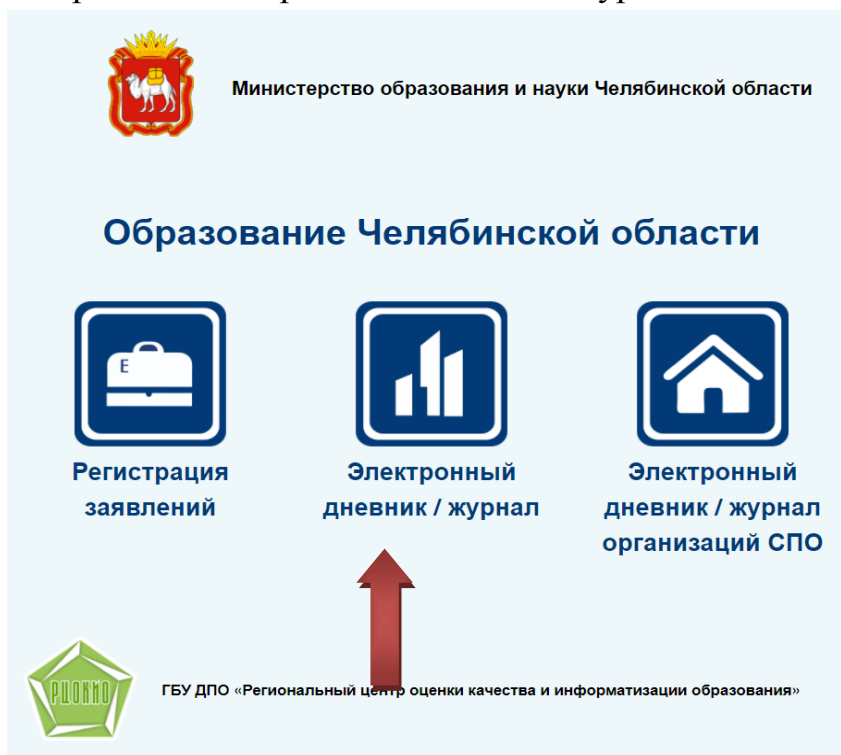 Министерство образования и науки Челябинской области
Образование Челябинской области
E
Регистрация
заявлений
Электронный
дневник / журнал
Электронный
дневник / журнал
организаций СПО
РЦОКИО
ГБУ ДПО «Региональный центр оценки качества и информатизации образования»